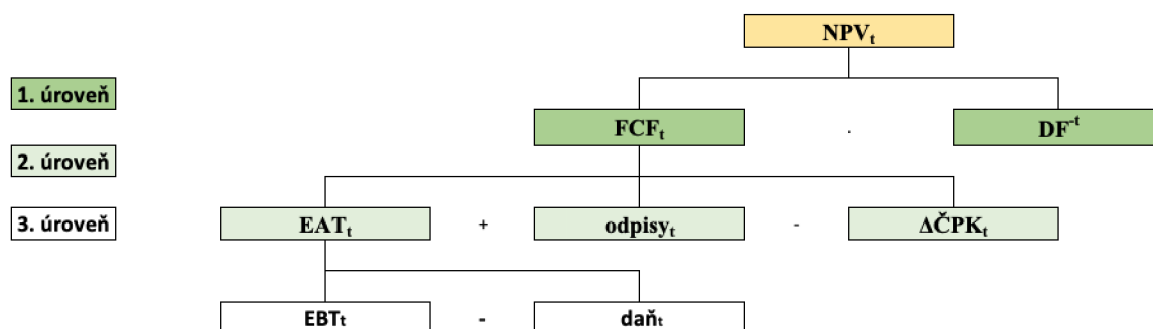 NPVt
1. úroveň
FCFt . DF-t
2. úroveň
3. úroveň EATt + odpisyt - ΔČPKt
EBTt - daňt